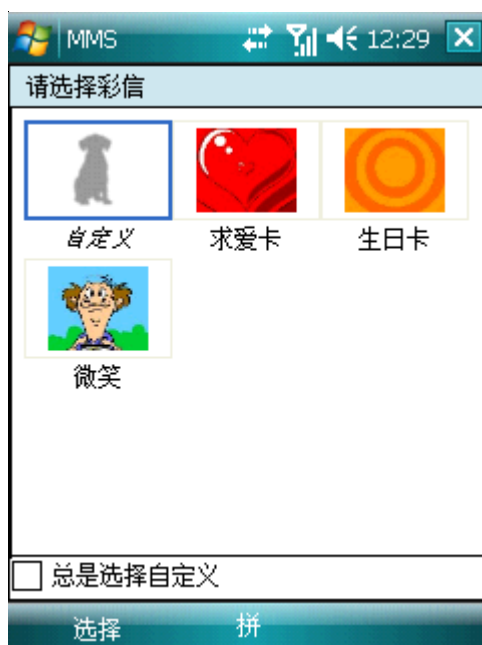 MMS 12:29
请选择彩信
自定义 求爱卡 生日卡
微笑
总是选择自定义
选择 拼